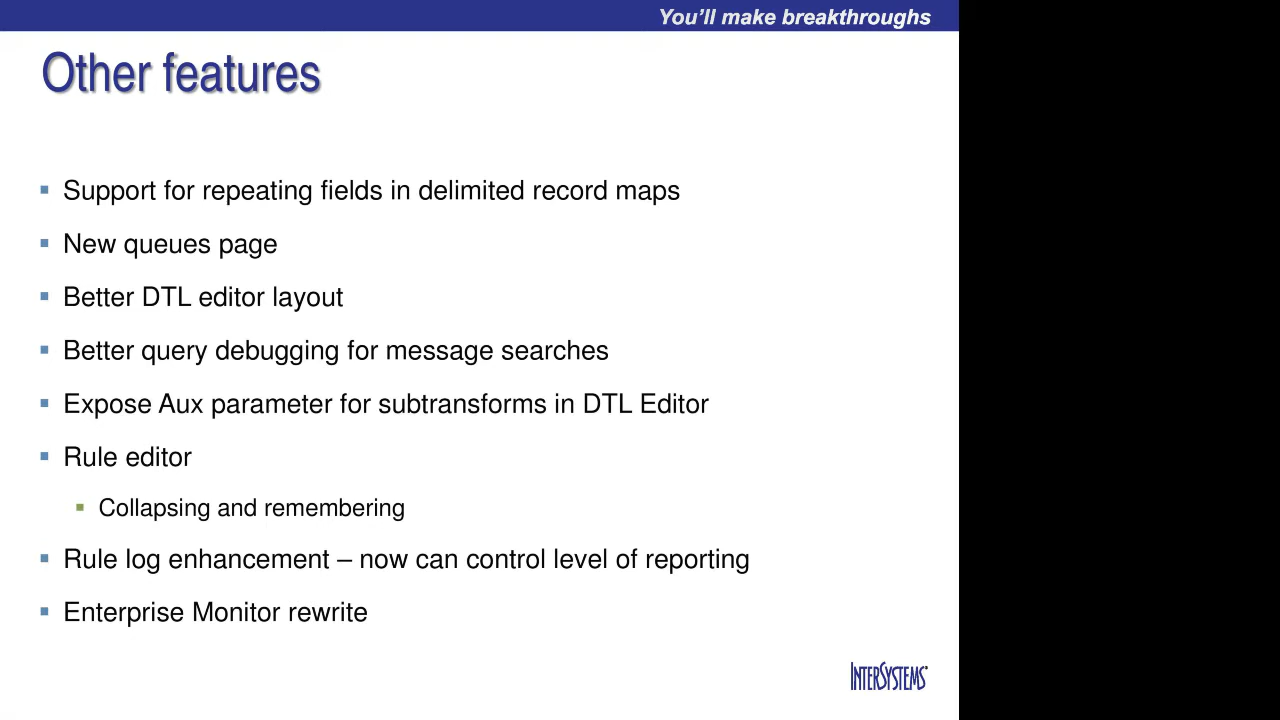 You'll make breakthroughs
Other features
Support for repeating fields in delimited record maps
New queues page
Better DTL editor layout
Better query debugging for message searches
Expose Aux parameter for subtransforms in DTL Editor
Rule editor
Collapsing and remembering
Rule log enhancement – now can control level of reporting
Enterprise Monitor rewrite
INTERSYSTEMS